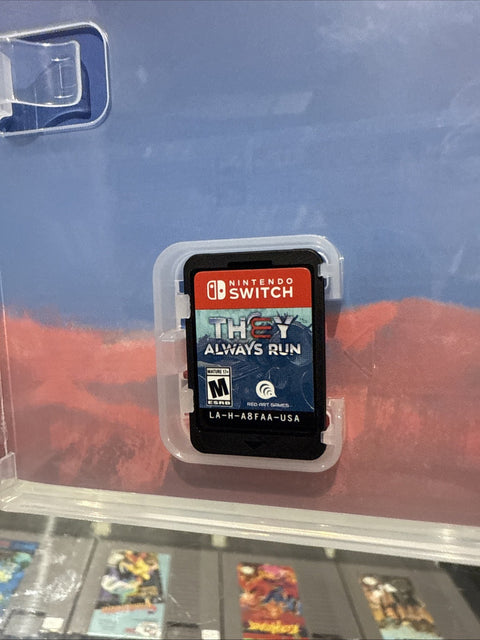 NINTENDO
SWITCH
THEY
ALWAYS RUN
MATURE 17+
M
ESRB
RED ART GAMES
LA-H-A8FAA-USA